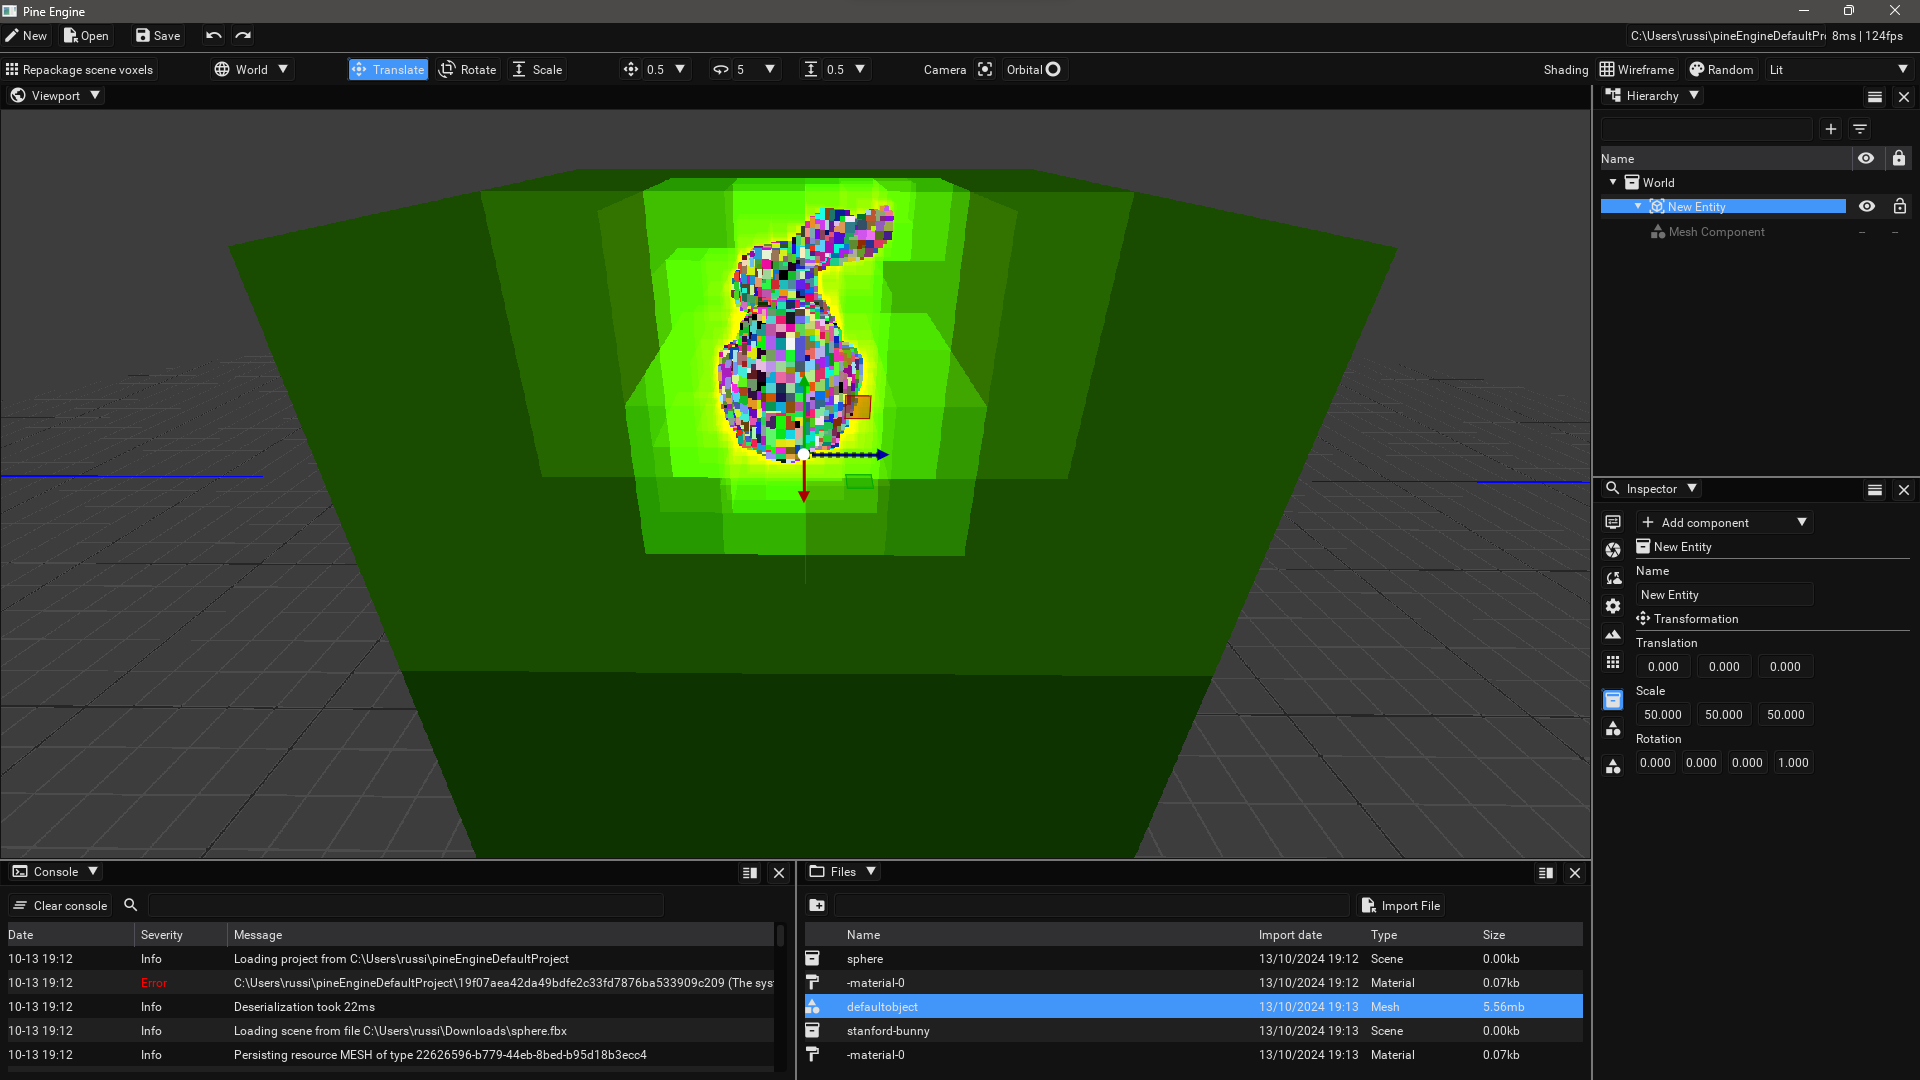 Pine Engine
New Open Save C:\Users\russi\pineEngineDefaultPr 8ms | 124fps
Repackage scene voxels World Translate Rotate Scale 0.5 5 0.5 Camera Orbital Shading Wireframe Random Lit
Viewport
Hierarchy
Name
World
New Entity
Mesh Component
Inspector
Add component
New Entity
Name
New Entity
Transformation
Translation
0.000 0.000 0.000
Scale
50.000 50.000 50.000
Rotation
0.000 0.000 0.000 1.000
Console
Clear console
Date Severity Message
10-13 19:12 Info Loading project from C:\Users\russi\pineEngineDefaultProject
10-13 19:12 Error C:\Users\russi\pineEngineDefaultProject\19f07aea42da49bdfe2c33fd7876ba533909c209 (The sys
10-13 19:12 Info Deserialization took 22ms
10-13 19:12 Info Loading scene from file C:\Users\russi\Downloads\sphere.fbx
10-13 19:12 Info Persisting resource MESH of type 22626596-b779-44eb-8bed-b95d18b3ecc4
Files
Import File
Name Import date Type Size
sphere 13/10/2024 19:12 Scene 0.00kb
-material-0 13/10/2024 19:12 Material 0.07kb
defaultobject 13/10/2024 19:13 Mesh 5.56mb
stanford-bunny 13/10/2024 19:13 Scene 0.00kb
-material-0 13/10/2024 19:13 Material 0.07kb